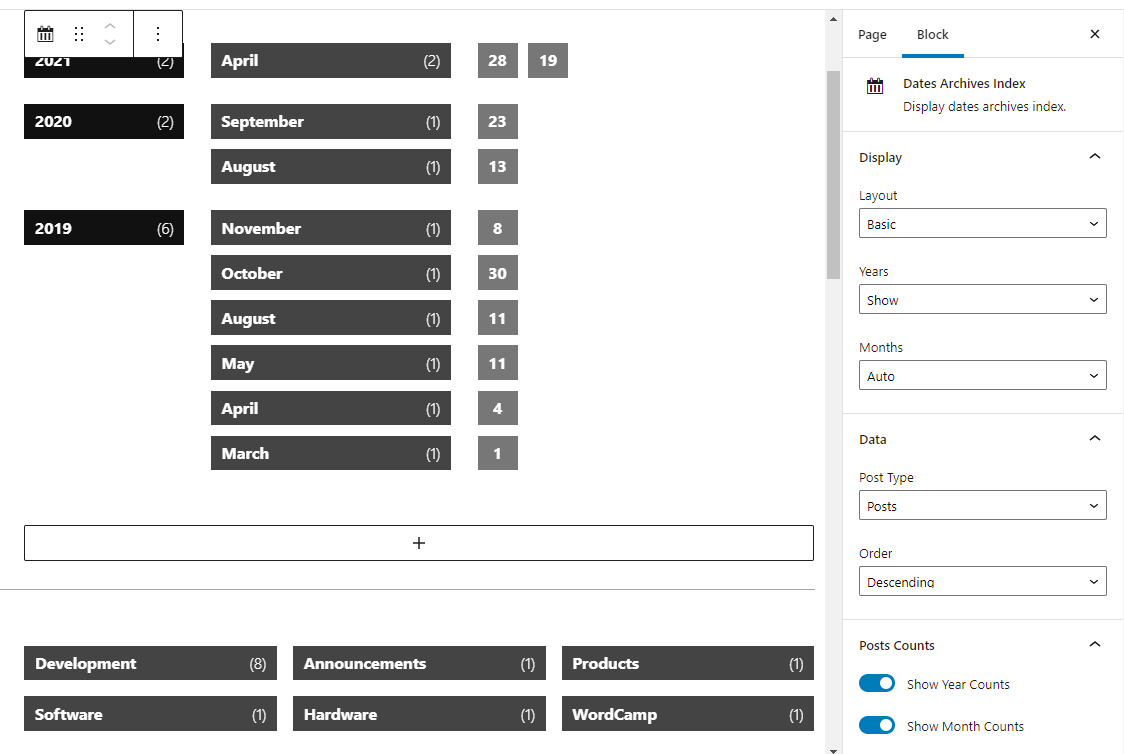 2021 (2) April (2) 28 19
2020 (2) September (1) 23
August (1) 13
2019 (6) November (1) 8
October (1) 30
August (1) 11
May (1) 11
April (1) 4
March (1) 1
Development (8) Announcements (1) Products (1)
Software (1) Hardware (1) WordCamp (1)
Page Block
Dates Archives Index
Display dates archives index.
Display
Layout
Basic
Years
Show
Months
Auto
Data
Post Type
Posts
Order
Descending
Posts Counts
Show Year Counts
Show Month Counts